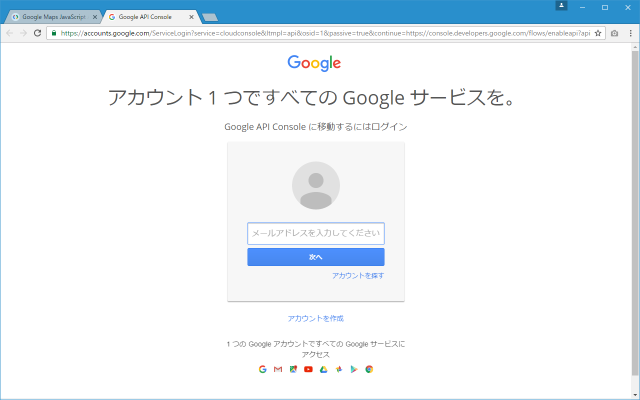 Google Maps JavaScript
Google API Console
https://accounts.google.com/ServiceLogin?service=cloudconsole&ltmpl=api&osid=1&passive=true&continue=https://console.developers.google.com/flows/enableapi?api
Google
アカウント 1 つですべての Google サービスを。
Google API Console に移動するにはログイン
メールアドレスを入力してください
次へ
アカウントを探す
アカウントを作成
1 つの Google アカウントですべての Google サービスに
アクセス